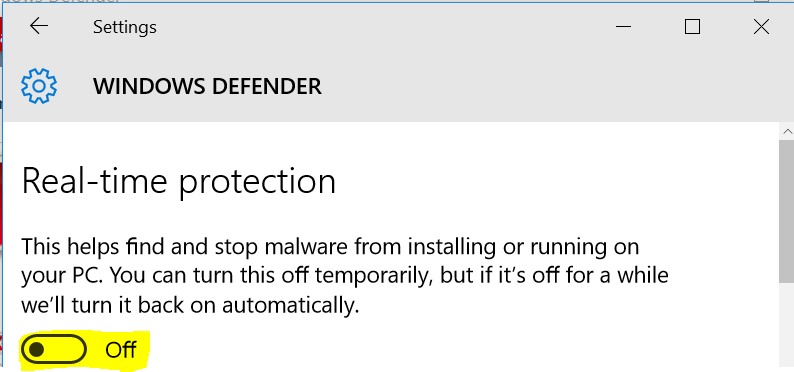 Settings
WINDOWS DEFENDER
Real-time protection
This helps find and stop malware from installing or running on
your PC. You can turn this off temporarily, but if it's off for a while
we'll turn it back on automatically.
Off